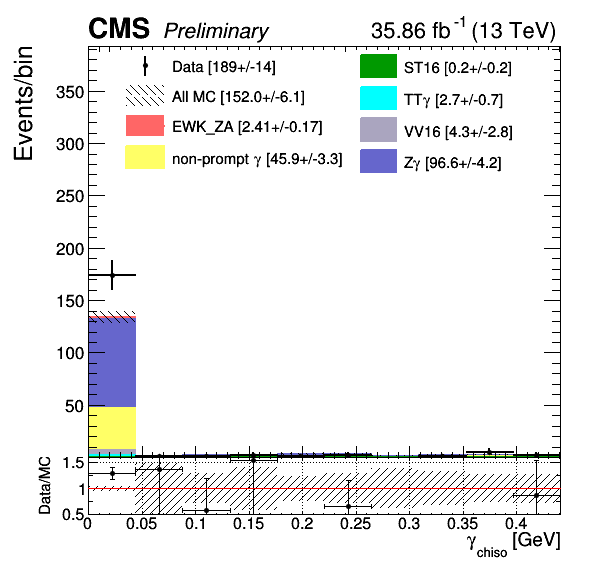 CMS Preliminary 35.86 fb⁻¹ (13 TeV)
Events/bin
350
300
250
200
150
100
50
Data [189+/-14]
All MC [152.0+/-6.1]
EWK_ZA [2.41+/-0.17]
non-prompt γ [45.9+/-3.3]
ST16 [0.2+/-0.2]
TTγ [2.7+/-0.7]
VV16 [4.3+/-2.8]
Zγ [96.6+/-4.2]
Data/MC
1.5
1
0.5
0 0.05 0.1 0.15 0.2 0.25 0.3 0.35 0.4
γchiso [GeV]